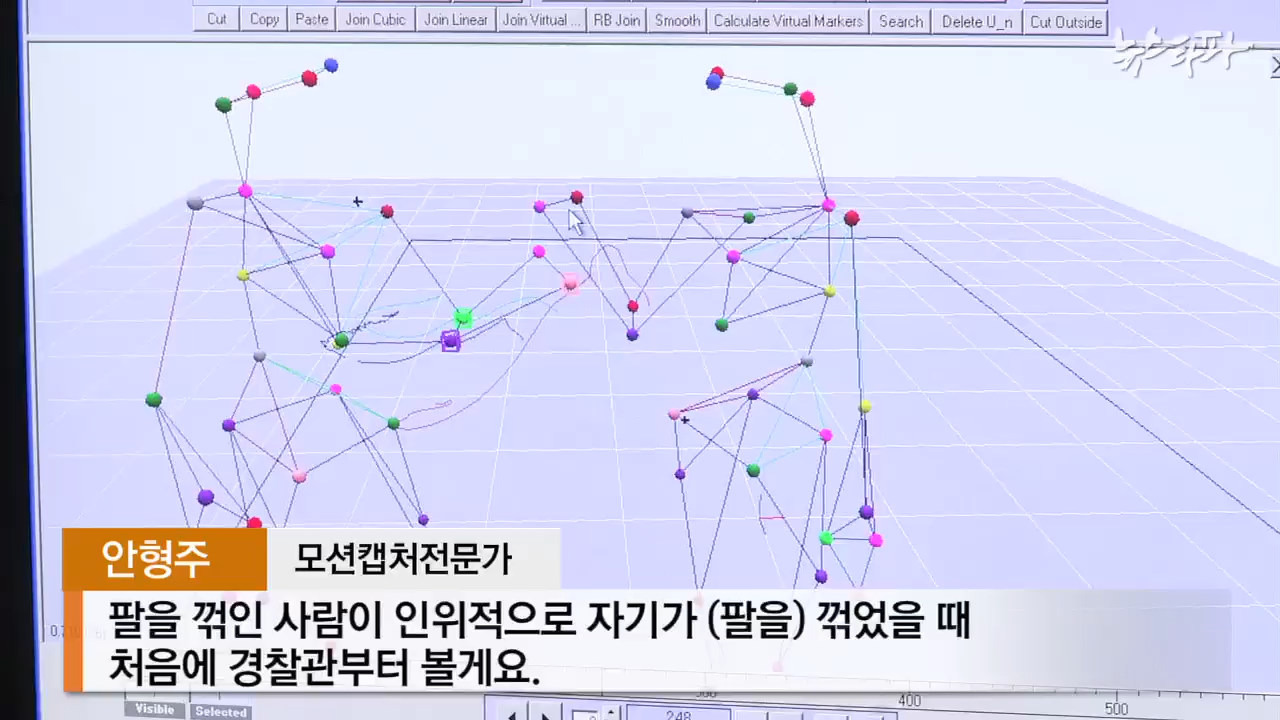 Cut Copy Paste Join Cubic Join Linear Join Virtual ... RB Join Smooth Calculate Virtual Markers Search Delete U_n Cut Outside
뉴스타파
안형주 모션캡처전문가
팔을 꺾인 사람이 인위적으로 자기가 (팔을) 꺾었을 때
처음에 경찰관부터 볼게요.
400 500
Visible Selected
248